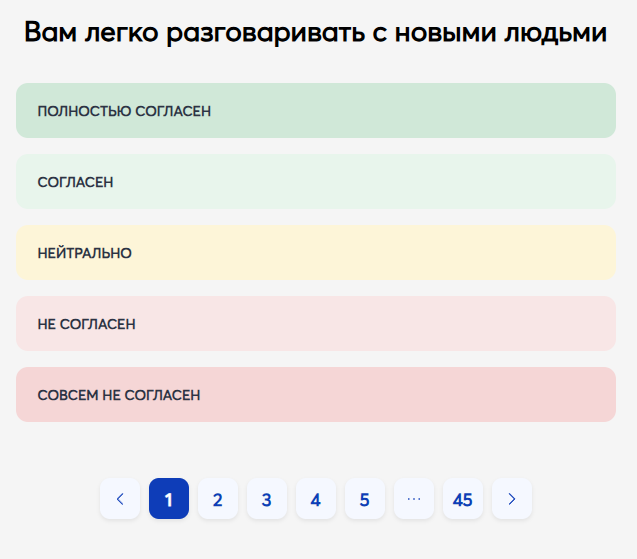 Вам легко разговаривать с новыми людьми
ПОЛНОСТЬЮ СОГЛАСЕН
СОГЛАСЕН
НЕЙТРАЛЬНО
НЕ СОГЛАСЕН
СОВСЕМ НЕ СОГЛАСЕН
1 2 3 4 5 ... 45